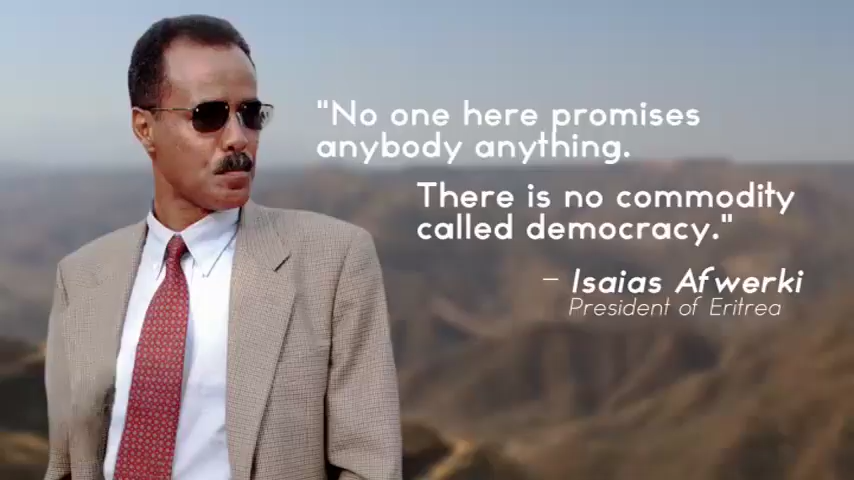 "No one here promises
anybody anything.
There is no commodity
called democracy."
– Isaias Afwerki
President of Eritrea